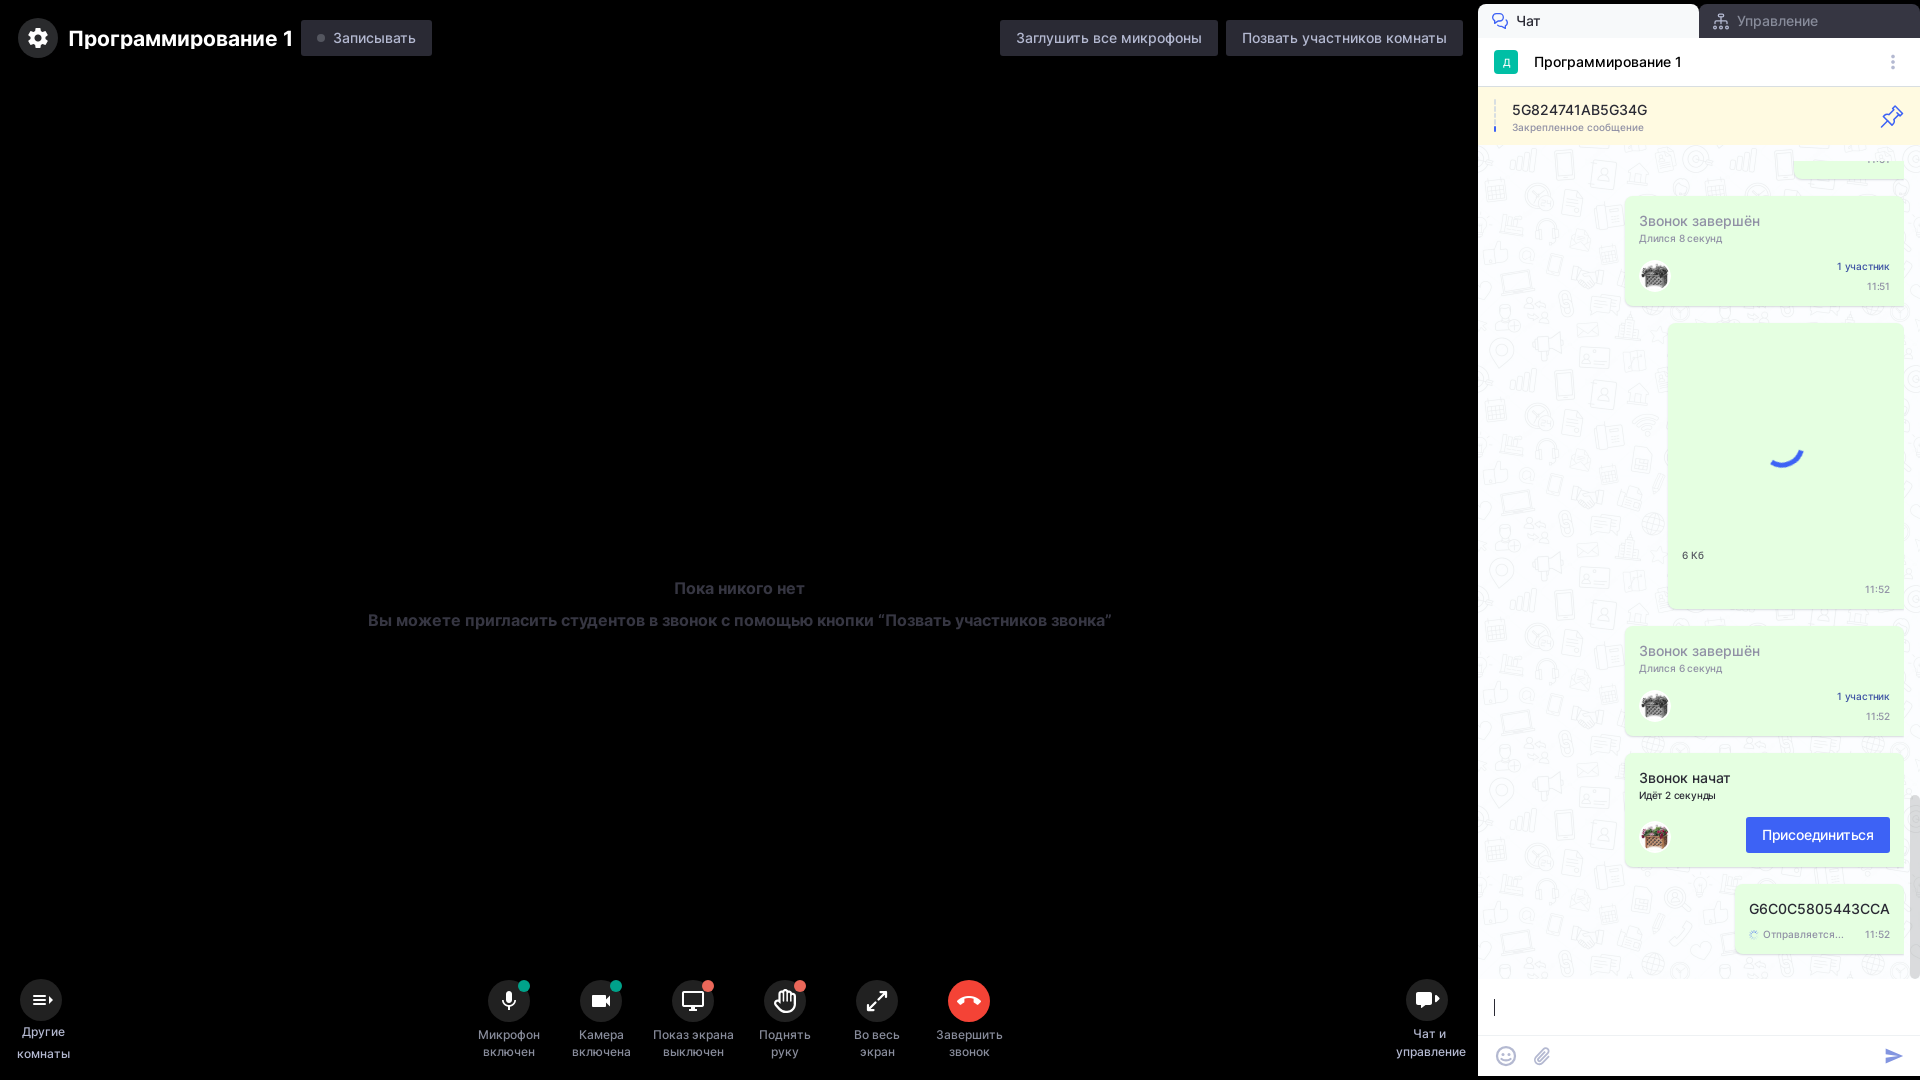 Программирование 1
Записывать
Заглушить все микрофоны
Позвать участников комнаты
Чат
Управление
Д
Программирование 1
5G824741AB5G34G
Закрепленное сообщение
Звонок завершён
Длился 8 секунд
1 участник
11:51
6 Кб
11:52
Звонок завершён
Длился 6 секунд
1 участник
11:52
Звонок начат
Идёт 2 секунды
Присоединиться
G6C0C5805443CCA
Отправляется...
11:52
Пока никого нет
Вы можете пригласить студентов в звонок с помощью кнопки “Позвать участников звонка”
Другие
комнаты
Микрофон
включен
Камера
включена
Показ экрана
выключен
Поднять
руку
Во весь
экран
Завершить
звонок
Чат и
управление